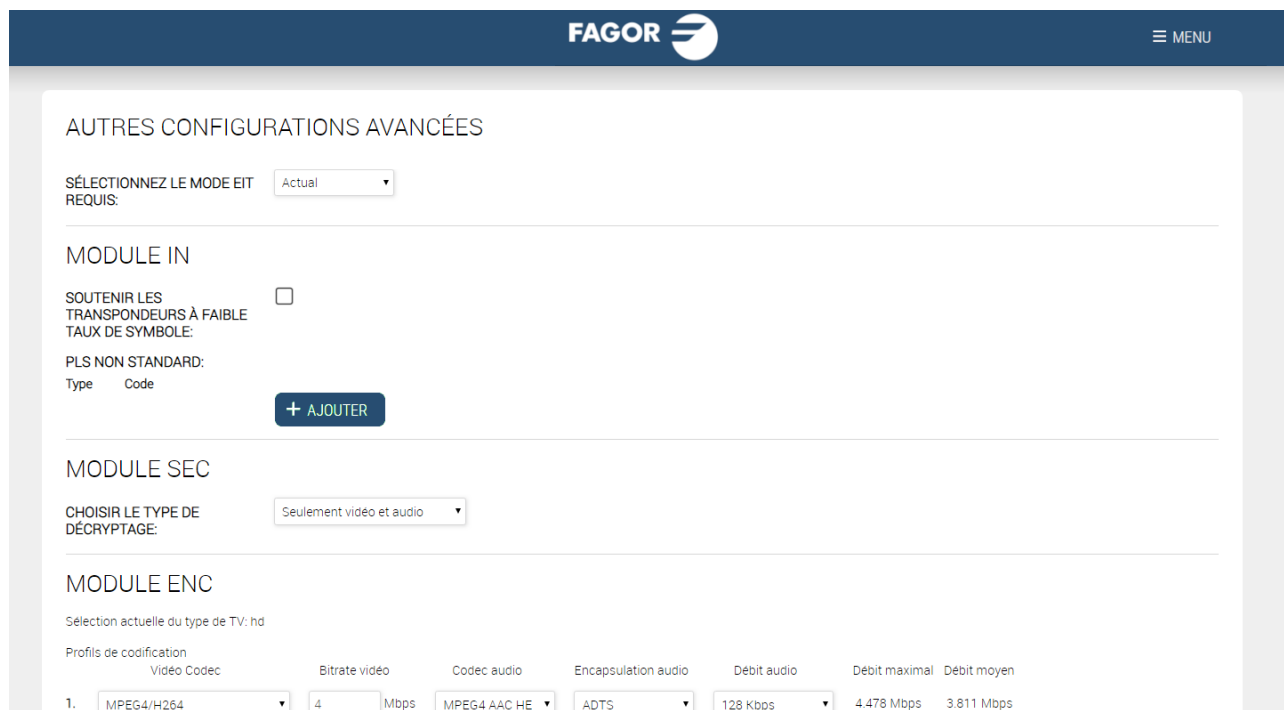 FAGOR
☰ MENU
AUTRES CONFIGURATIONS AVANCÉES
SÉLECTIONNEZ LE MODE EIT
REQUIS:
Actual
MODULE IN
SOUTENIR LES
TRANSPONDEURS À FAIBLE
TAUX DE SYMBOLE:
PLS NON STANDARD:
Type Code
+ AJOUTER
MODULE SEC
CHOISIR LE TYPE DE
DÉCRYPTAGE:
Seulement vidéo et audio
MODULE ENC
Sélection actuelle du type de TV: hd
Profils de codification
Vidéo Codec Bitrate vidéo Codec audio Encapsulation audio Débit audio Débit maximal Débit moyen
1. MPEG4/H264 4 Mbps MPEG4 AAC HE ADTS 128 Kbps 4.478 Mbps 3.811 Mbps